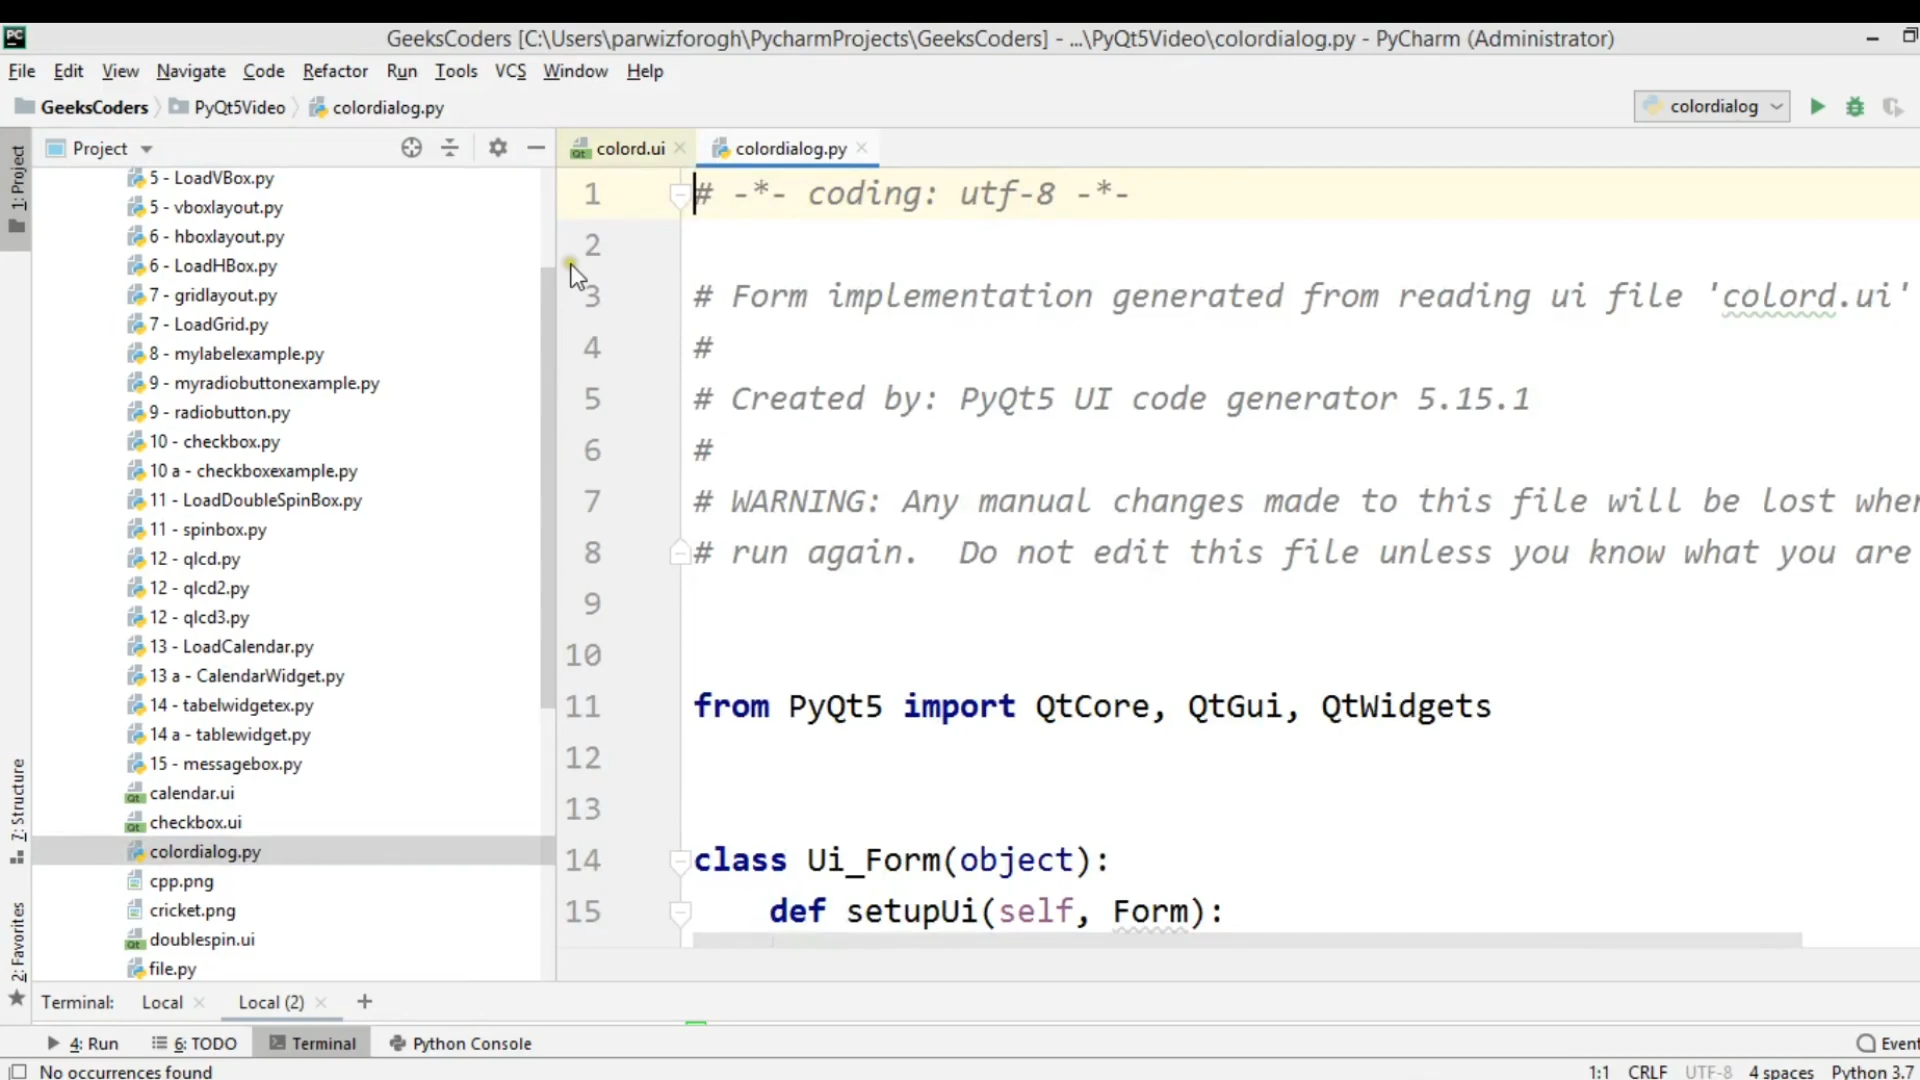 PC
GeeksCoders [C:\Users\parwizforogh\PycharmProjects\GeeksCoders] - ...\PyQt5Video\colordialog.py - PyCharm (Administrator)
File Edit View Navigate Code Refactor Run Tools VCS Window Help
GeeksCoders PyQt5Video colordialog.py
colordialog
1: Project
Project
colord.ui
colordialog.py
5 - LoadVBox.py
5 - vboxlayout.py
6 - hboxlayout.py
6 - LoadHBox.py
7 - gridlayout.py
7 - LoadGrid.py
8 - mylabelexample.py
9 - myradiobuttonexample.py
9 - radiobutton.py
10 - checkbox.py
10 a - checkboxexample.py
11 - LoadDoubleSpinBox.py
11 - spinbox.py
12 - qlcd.py
12 - qlcd2.py
12 - qlcd3.py
13 - LoadCalendar.py
13 a - CalendarWidget.py
14 - tabelwidgetex.py
14 a - tablewidget.py
15 - messagebox.py
calendar.ui
checkbox.ui
colordialog.py
cpp.png
cricket.png
doublespin.ui
file.py
7: Structure
2: Favorites
1 # -*- coding: utf-8 -*-
2
3 # Form implementation generated from reading ui file 'colord.ui'
4 #
5 # Created by: PyQt5 UI code generator 5.15.1
6 #
7 # WARNING: Any manual changes made to this file will be lost when
8 # run again.  Do not edit this file unless you know what you are
9
10
11 from PyQt5 import QtCore, QtGui, QtWidgets
12
13
14 class Ui_Form(object):
15 def setupUi(self, Form):
Terminal: Local Local (2) +
4: Run 6: TODO Terminal Python Console Event
No occurrences found 1:1 CRLF UTF-8 4 spaces Python 3.7